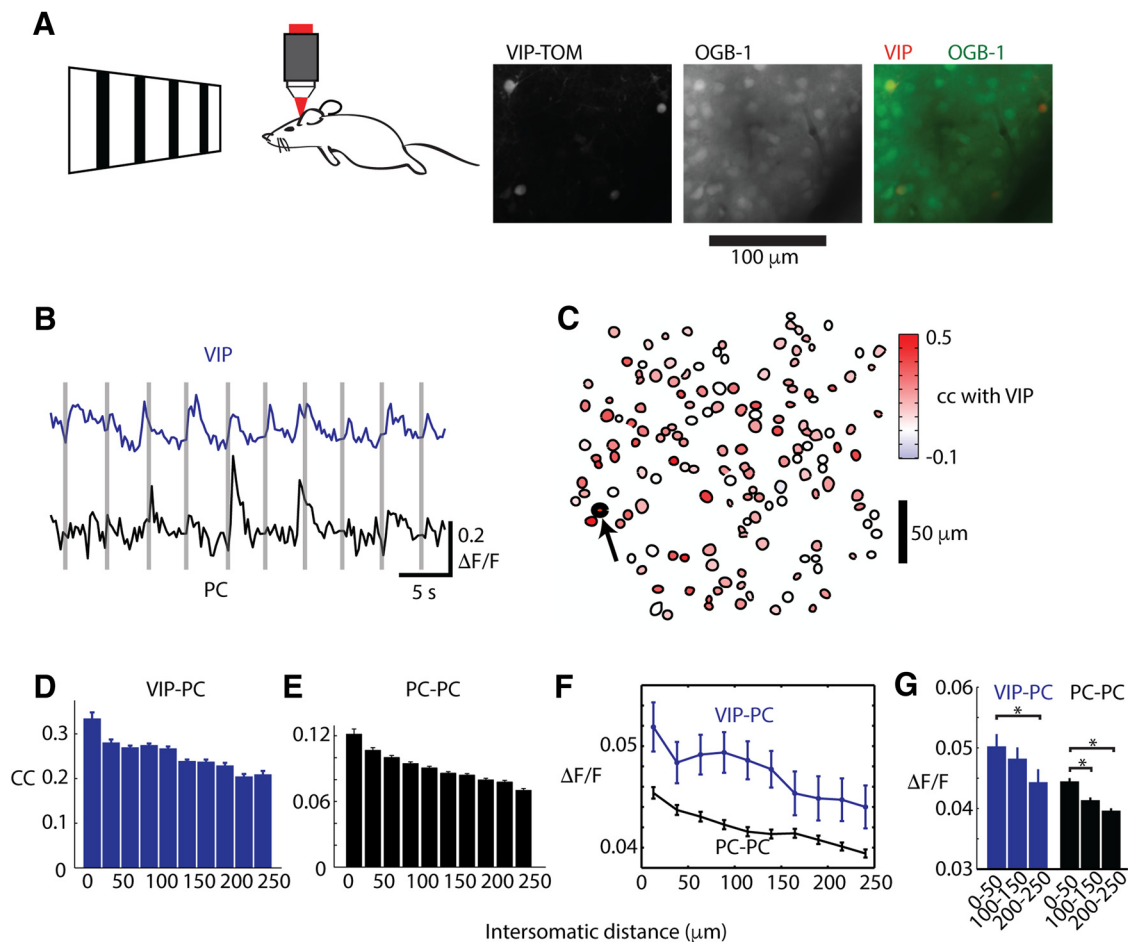 A
VIP-TOM
OGB-1
VIP OGB-1
100 μm
B
VIP
PC
0.2
ΔF/F
5 s
C
0.5
cc with VIP
-0.1
50 μm
D
VIP-PC
CC
0.3
0.2
0.1
0
0 50 100 150 200 250
E
PC-PC
0.12
0.06
0
0 50 100 150 200 250
F
VIP-PC
PC-PC
ΔF/F
0.05
0.04
0 50 100 150 200 250
G
VIP-PC PC-PC
*
*
*
ΔF/F
0.06
0.05
0.04
0.03
0-50
100-150
200-250
0-50
100-150
200-250
Intersomatic distance (μm)